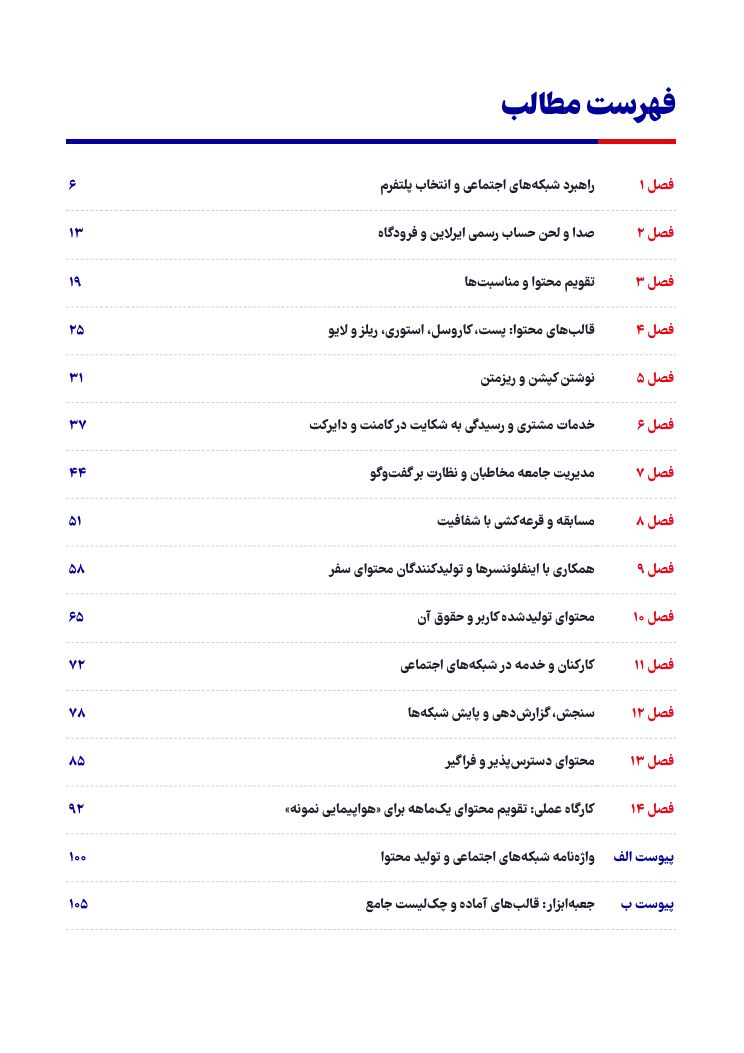 فهرست مطالب
فصل ۱ راهبرد شبکه‌های اجتماعی و انتخاب پلتفرم ۶
فصل ۲ صدا و لحن حساب رسمی ایرلاین و فرودگاه ۱۳
فصل ۳ تقویم محتوا و مناسبت‌ها ۱۹
فصل ۴ قالب‌های محتوا: پست، کاروسل، استوری، ریلز و لایو ۲۵
فصل ۵ نوشتن کپشن و ریزمتن ۳۱
فصل ۶ خدمات مشتری و رسیدگی به شکایت در کامنت و دایرکت ۳۷
فصل ۷ مدیریت جامعه مخاطبان و نظارت بر گفت‌وگو ۴۴
فصل ۸ مسابقه و قرعه‌کشی با شفافیت ۵۱
فصل ۹ همکاری با اینفلوئنسرها و تولیدکنندگان محتوای سفر ۵۸
فصل ۱۰ محتوای تولیدشده کاربر و حقوق آن ۶۵
فصل ۱۱ کارکنان و خدمه در شبکه‌های اجتماعی ۷۲
فصل ۱۲ سنجش، گزارش‌دهی و پایش شبکه‌ها ۷۸
فصل ۱۳ محتوای دسترس‌پذیر و فراگیر ۸۵
فصل ۱۴ کارگاه عملی: تقویم محتوای یک‌ماهه برای «هواپیمایی نمونه» ۹۲
پیوست الف واژه‌نامه شبکه‌های اجتماعی و تولید محتوا ۱۰۰
پیوست ب جعبه‌ابزار: قالب‌های آماده و چک‌لیست جامع ۱۰۵